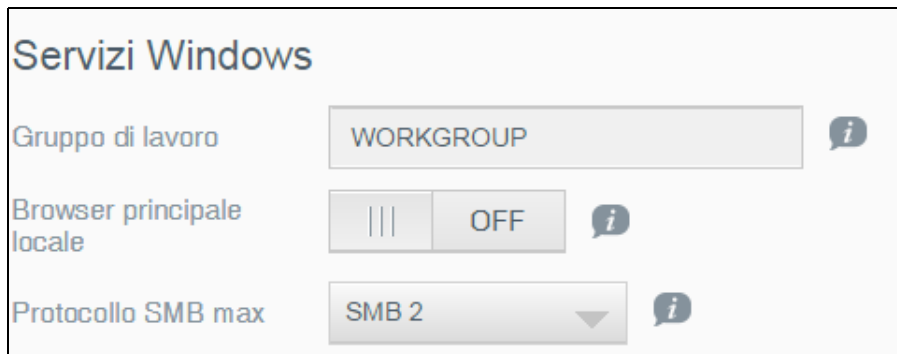 Servizi Windows
Gruppo di lavoro WORKGROUP
Browser principale
locale OFF
Protocollo SMB max SMB 2